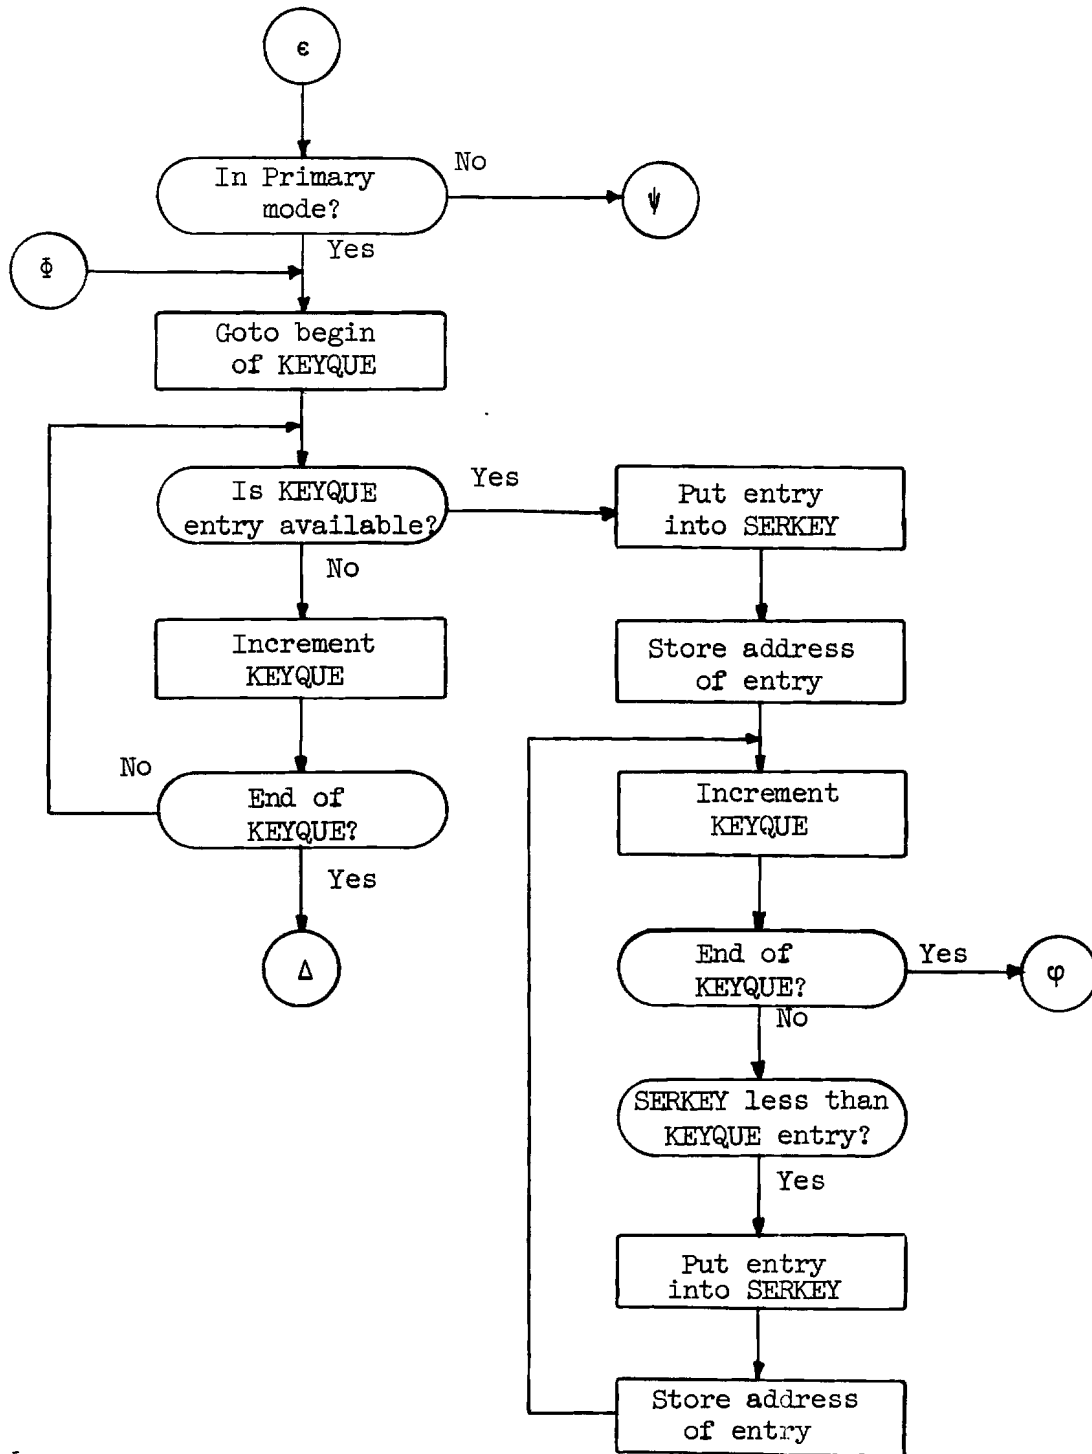 ϵ
In Primary
mode?
No
ψ
Yes
Φ
Goto begin
of KEYQUE
Is KEYQUE
entry available?
Yes
Put entry
into SERKEY
No
Increment
KEYQUE
Store address
of entry
No
End of
KEYQUE?
Increment
KEYQUE
Yes
Δ
End of
KEYQUE?
Yes
φ
No
SERKEY less than
KEYQUE entry?
Yes
Put entry
into SERKEY
Store address
of entry